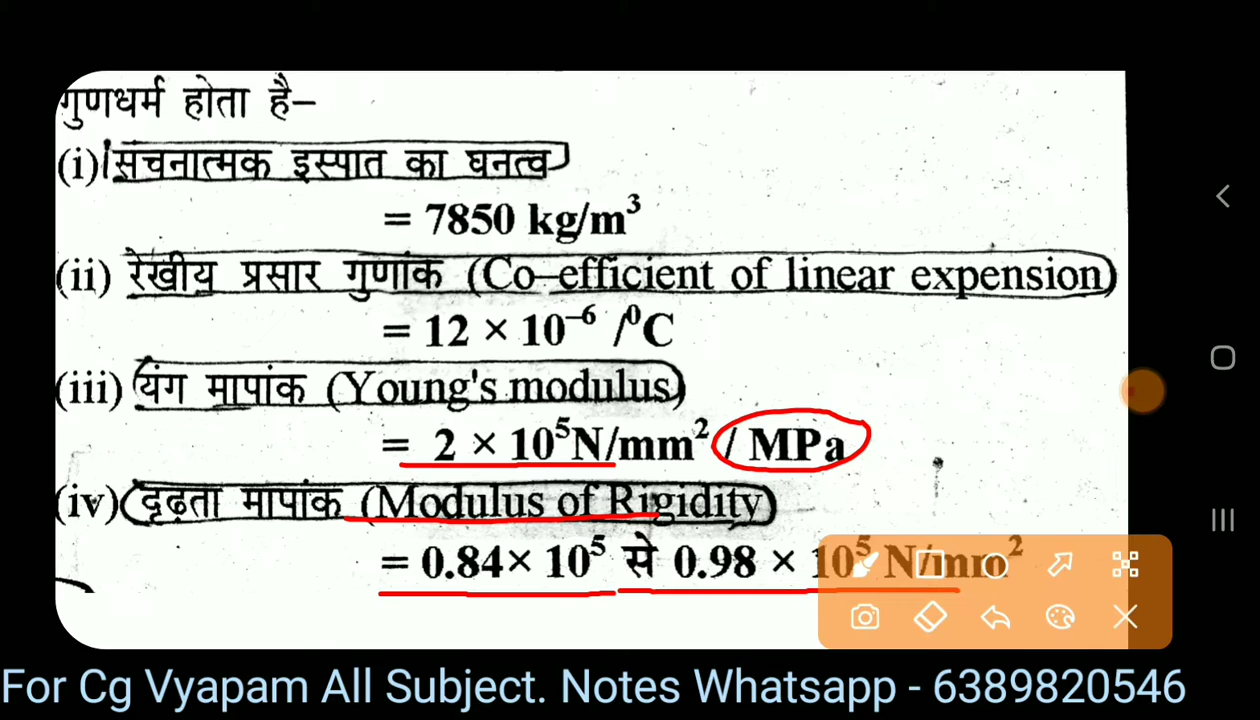 गुणधर्म होता है–
(i) संचनात्मक इस्पात का घनत्व
= 7850 kg/m³
(ii) रेखीय प्रसार गुणांक (Co-efficient of linear expension)
= 12 × 10⁻⁶ /⁰C
(iii) यंग मापांक (Young's modulus)
= 2 × 10⁵N/mm² / MPa
(iv) दृढ़ता मापांक (Modulus of Rigidity)
= 0.84× 10⁵ से 0.98 × 10⁵ N/mm²
For Cg Vyapam All Subject. Notes Whatsapp - 6389820546